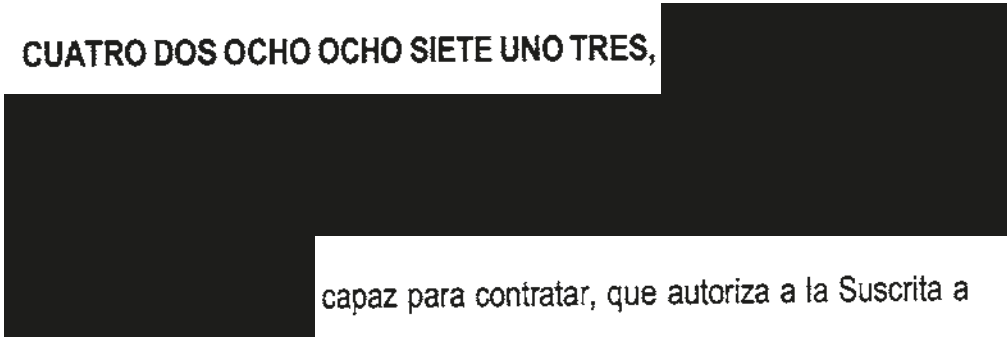 CUATRO DOS OCHO OCHO SIETE UNO TRES,
capaz para contratar, que autoriza a la Suscrita a